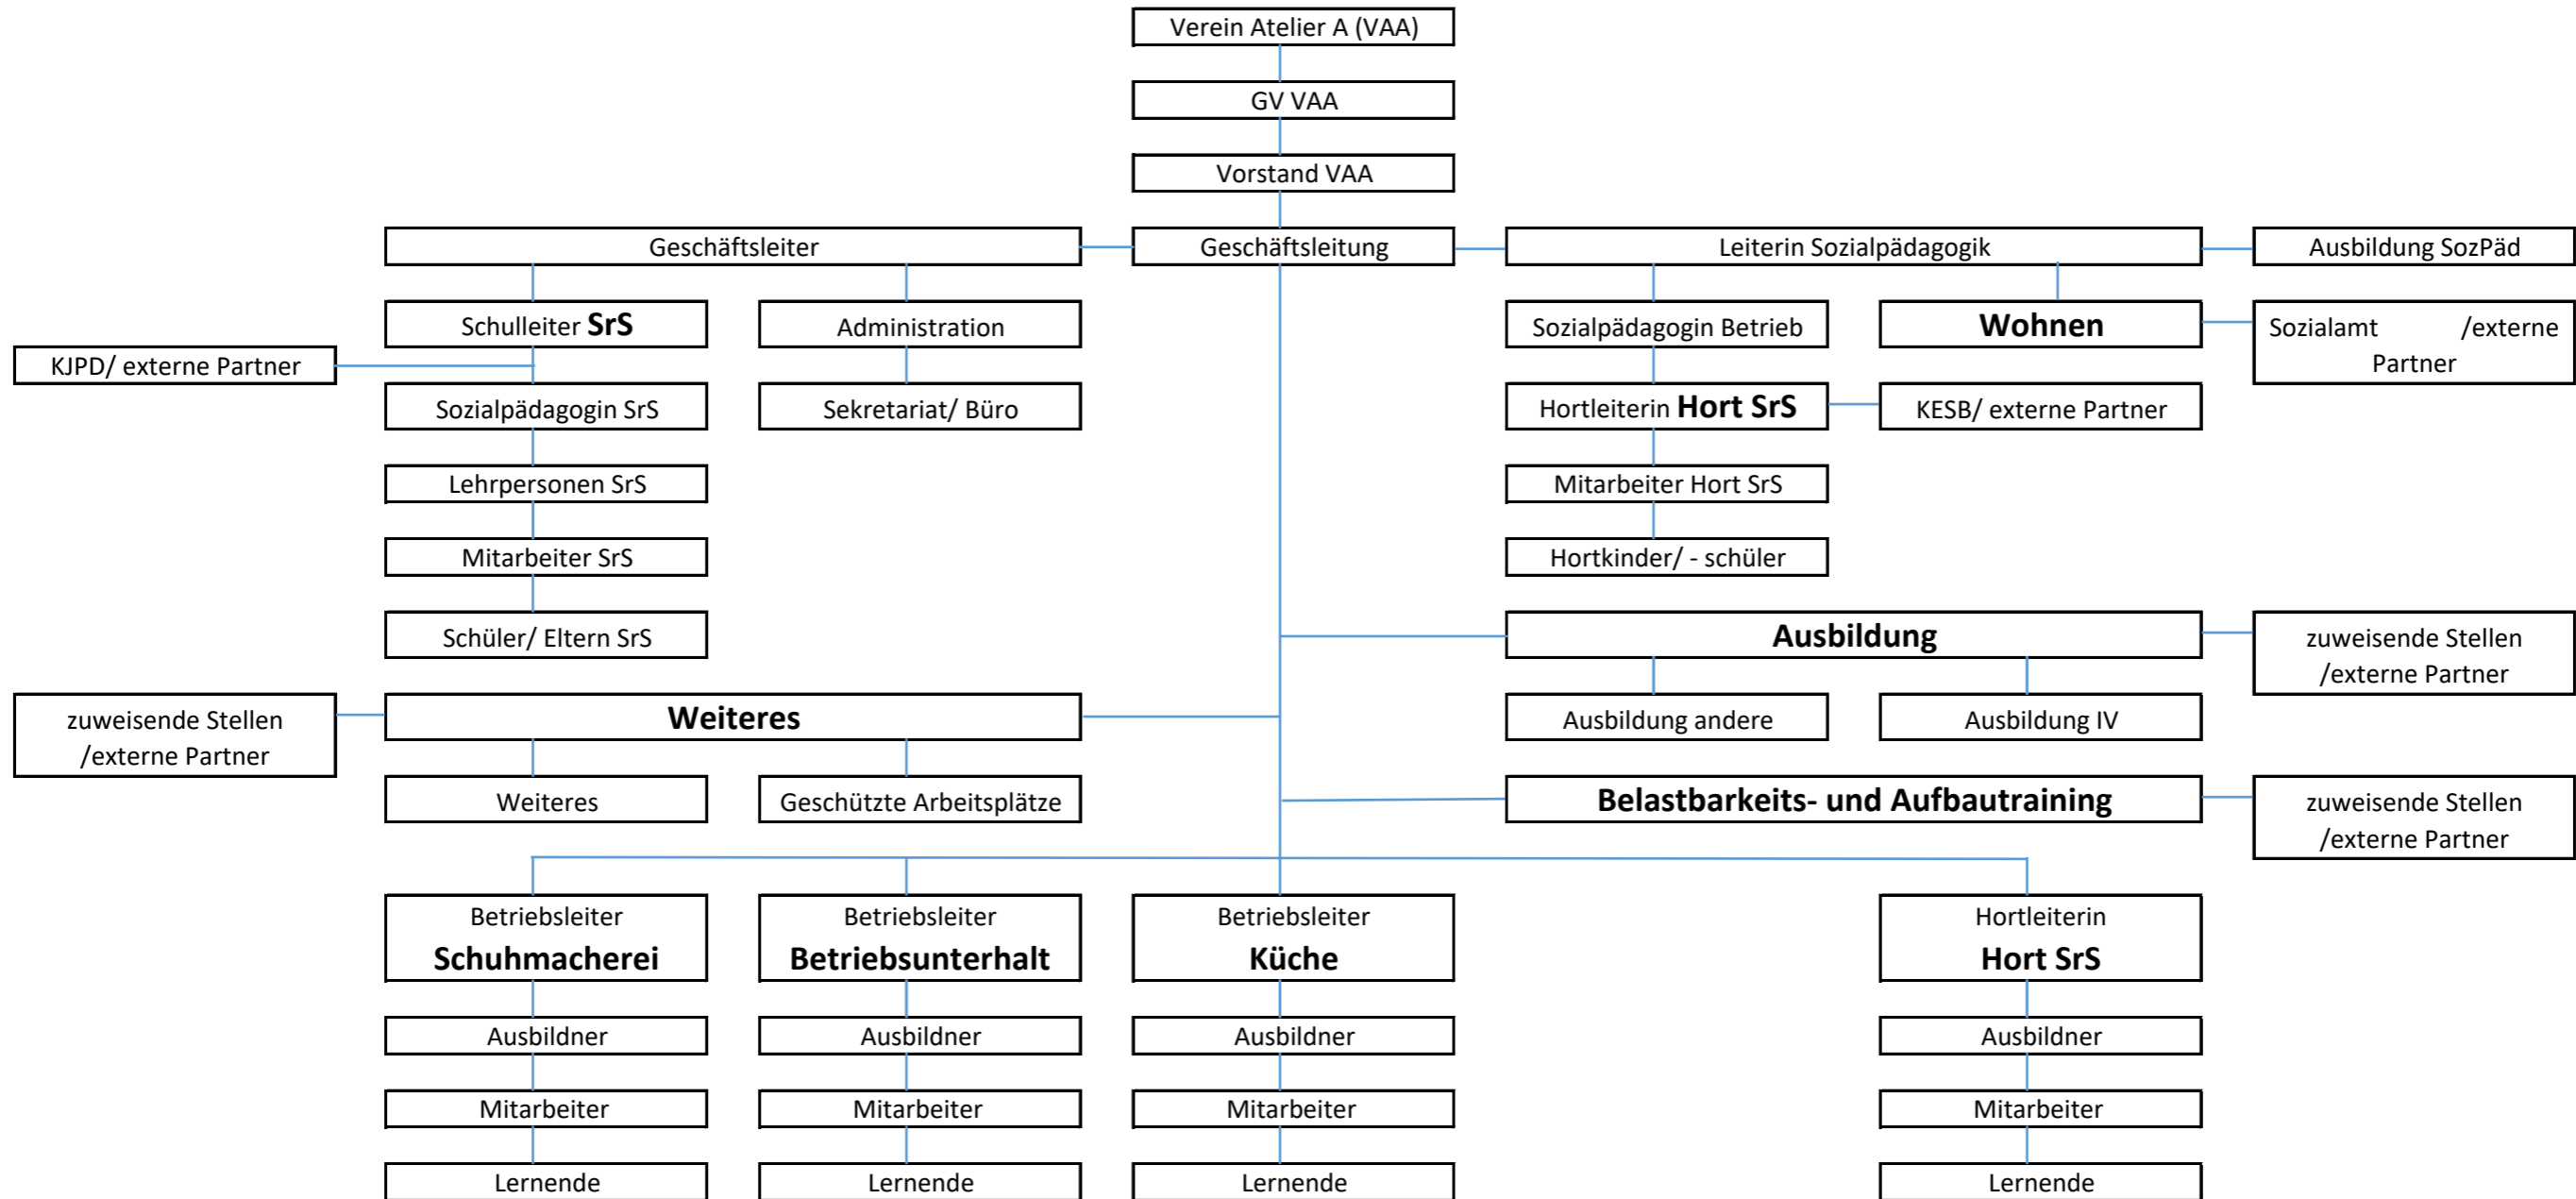 Verein Atelier A (VAA)
GV VAA
Vorstand VAA
Geschäftsleiter
Geschäftsleitung
Leiterin Sozialpädagogik
Ausbildung SozPäd
Schulleiter SrS
Administration
Sozialpädagogin Betrieb
Wohnen
Sozialamt /externe
Partner
KJPD/ externe Partner
Sozialpädagogin SrS
Sekretariat/ Büro
Hortleiterin Hort SrS
KESB/ externe Partner
Lehrpersonen SrS
Mitarbeiter Hort SrS
Mitarbeiter SrS
Hortkinder/ - schüler
Schüler/ Eltern SrS
Ausbildung
zuweisende Stellen
/externe Partner
zuweisende Stellen
/externe Partner
Weiteres
Ausbildung andere
Ausbildung IV
Weiteres
Geschützte Arbeitsplätze
Belastbarkeits- und Aufbautraining
zuweisende Stellen
/externe Partner
Betriebsleiter
Schuhmacherei
Betriebsleiter
Betriebsunterhalt
Betriebsleiter
Küche
Hortleiterin
Hort SrS
Ausbildner
Ausbildner
Ausbildner
Ausbildner
Mitarbeiter
Mitarbeiter
Mitarbeiter
Mitarbeiter
Lernende
Lernende
Lernende
Lernende